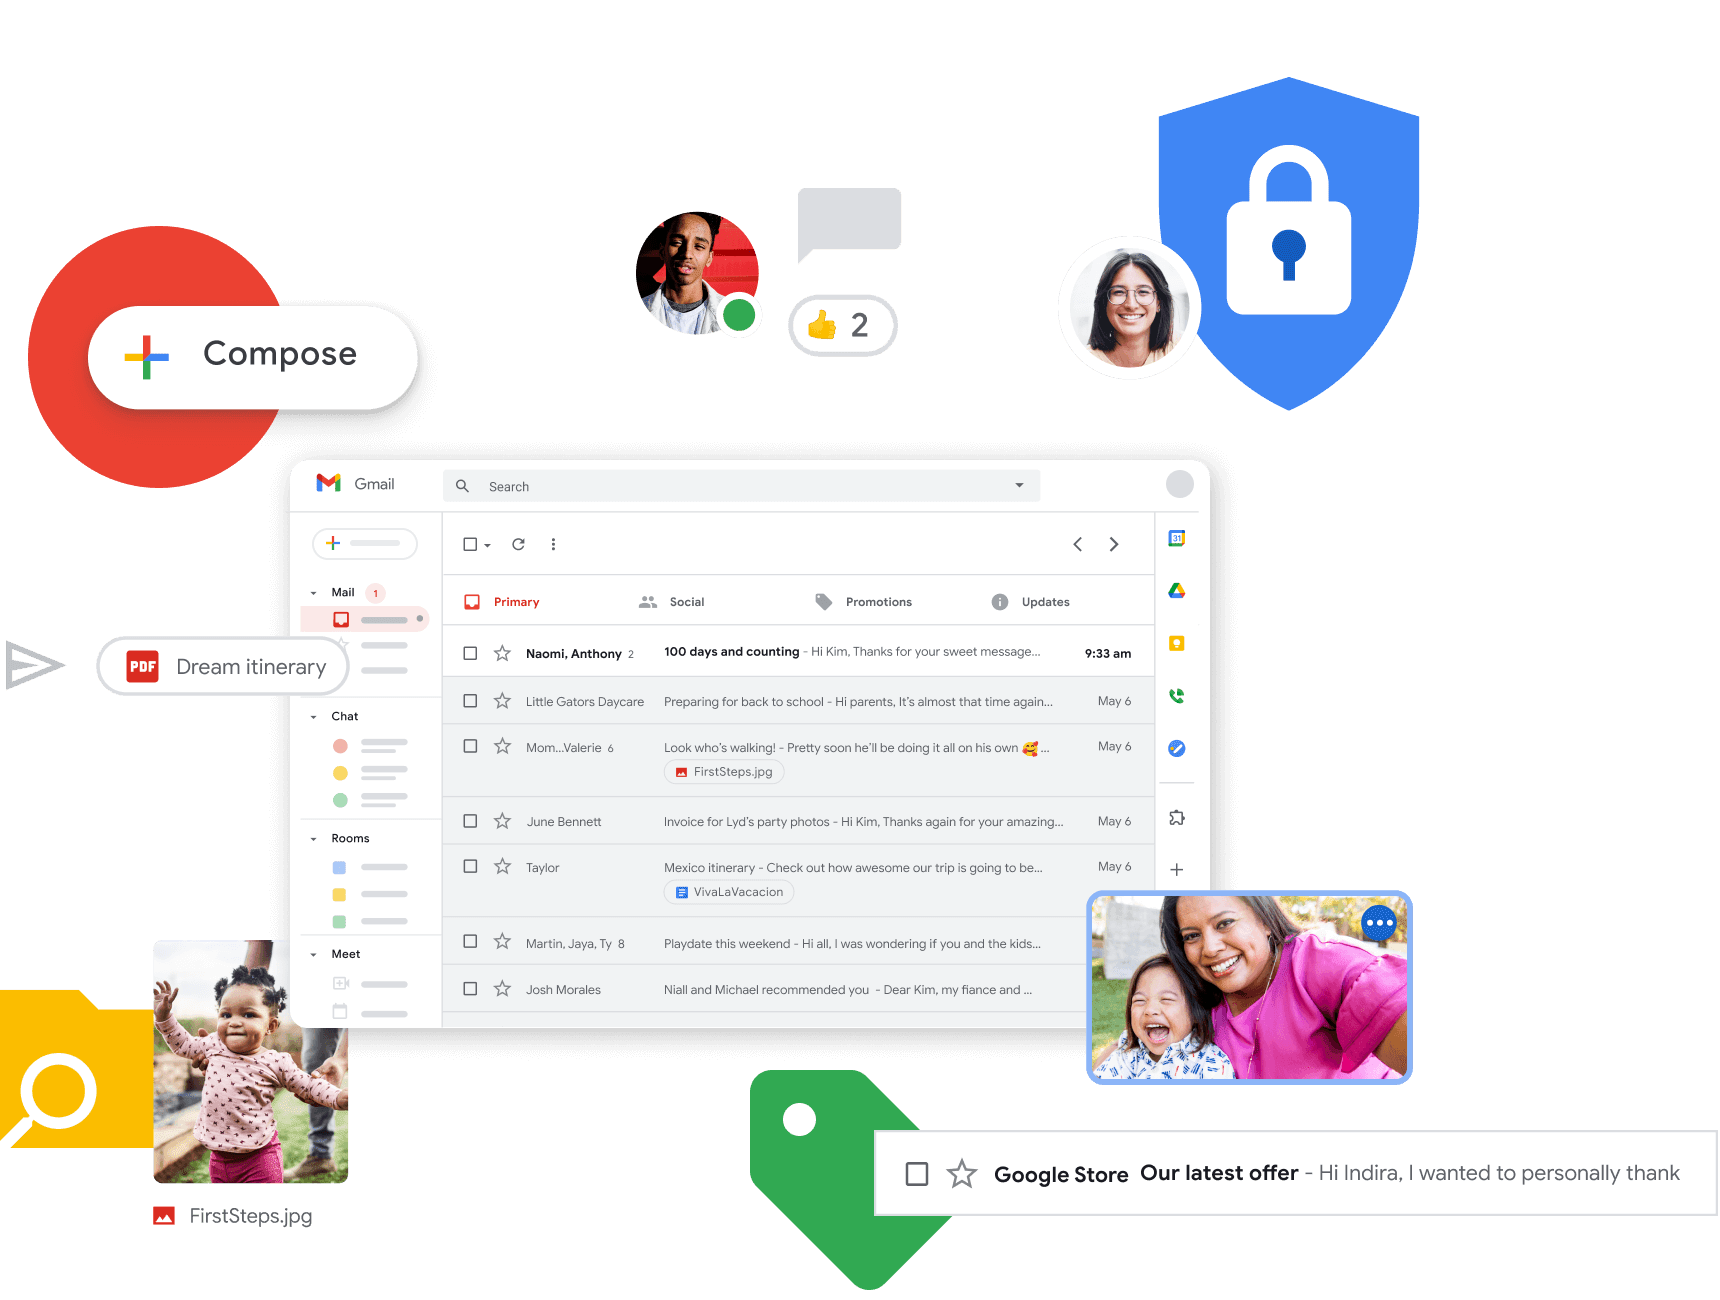 Compose
2
Gmail
Search
Mail 1
Primary
Social
Promotions
Updates
31
Naomi, Anthony 2 100 days and counting - Hi Kim, Thanks for your sweet message... 9:33 am
PDF Dream itinerary
Little Gators Daycare Preparing for back to school - Hi parents, It's almost that time again... May 6
Chat
Mom...Valerie 6 Look who's walking! - Pretty soon he'll be doing it all on his own 🥰 ... May 6
FirstSteps.jpg
June Bennett Invoice for Lyd's party photos - Hi Kim, Thanks again for your amazing... May 6
Rooms
Taylor Mexico itinerary - Check out how awesome our trip is going to be... May 6
VivaLaVacacion
Martin, Jaya, Ty 8 Playdate this weekend - Hi all, I was wondering if you and the kids...
Meet
Josh Morales Niall and Michael recommended you - Dear Kim, my fiance and ...
Google Store Our latest offer - Hi Indira, I wanted to personally thank
FirstSteps.jpg